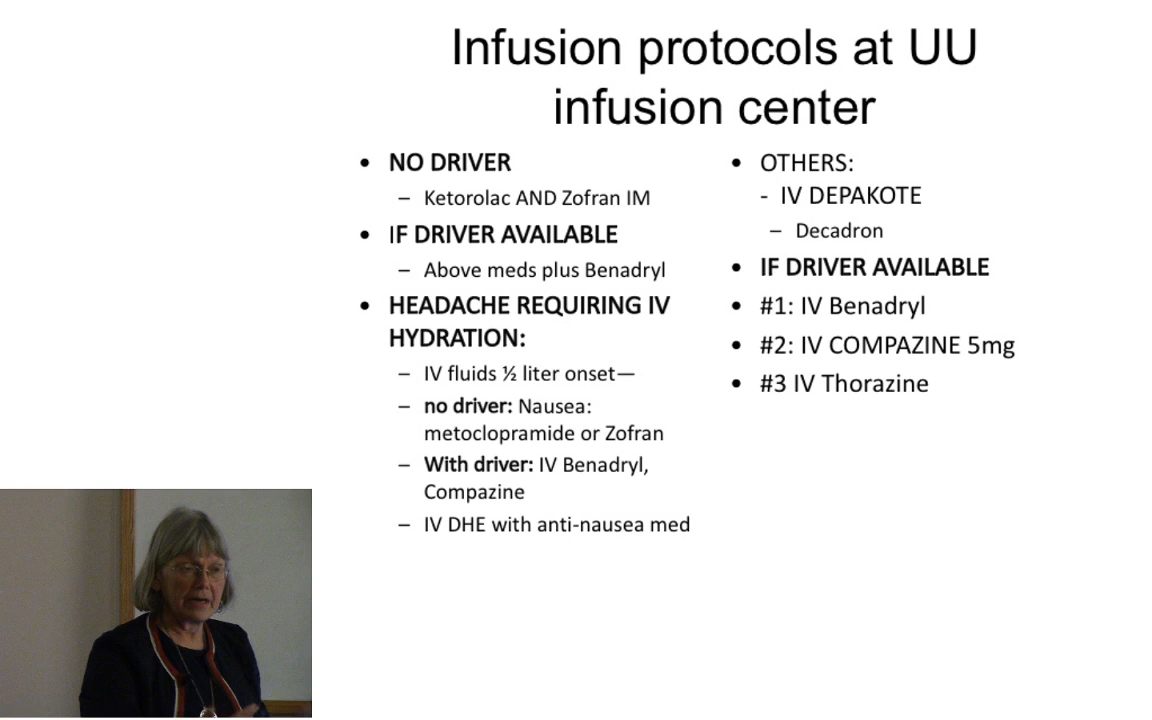 Infusion protocols at UU
infusion center
• NO DRIVER
– Ketorolac AND Zofran IM
• IF DRIVER AVAILABLE
– Above meds plus Benadryl
• HEADACHE REQUIRING IV
HYDRATION:
– IV fluids ½ liter onset—
– no driver: Nausea:
metoclopramide or Zofran
– With driver: IV Benadryl,
Compazine
– IV DHE with anti-nausea med
• OTHERS:
- IV DEPAKOTE
– Decadron
• IF DRIVER AVAILABLE
• #1: IV Benadryl
• #2: IV COMPAZINE 5mg
• #3 IV Thorazine